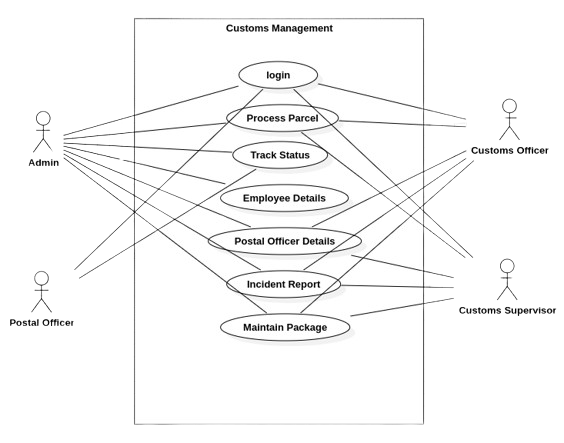 Customs Management
login
Process Parcel
Track Status
Employee Details
Postal Officer Details
Incident Report
Maintain Package
Admin
Postal Officer
Customs Officer
Customs Supervisor